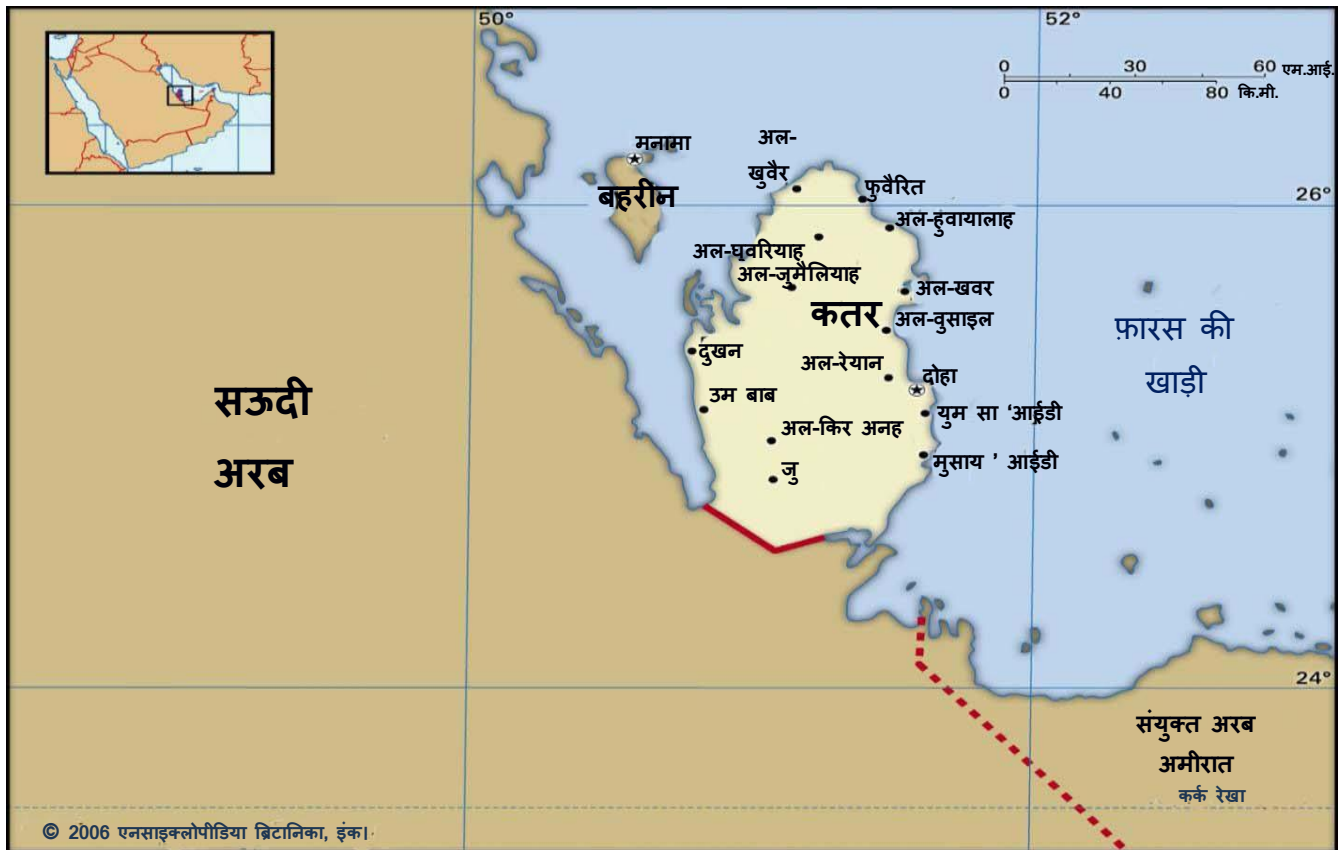 50°
52°
0 30 60 एम.आई.
0 40 80 कि.मी.
मनामा
बहरीन
अल-
खुवैर
फुवैरित
26°
अल-हुवायालाह
अल-घवरियाह
अल-जुमैलियाह
अल-खवर
कतर
अल-वुसाइल
फ़ारस की
खाड़ी
दुखन
अल-रेयान
दोहा
सऊदी
अरब
उम बाब
युम सा ‘आईडी
अल-किर अनह
मुसाय ’ आईडी
जु
24°
संयुक्त अरब
अमीरात
कर्क रेखा
© 2006 एनसाइक्लोपीडिया ब्रिटानिका, इंक।